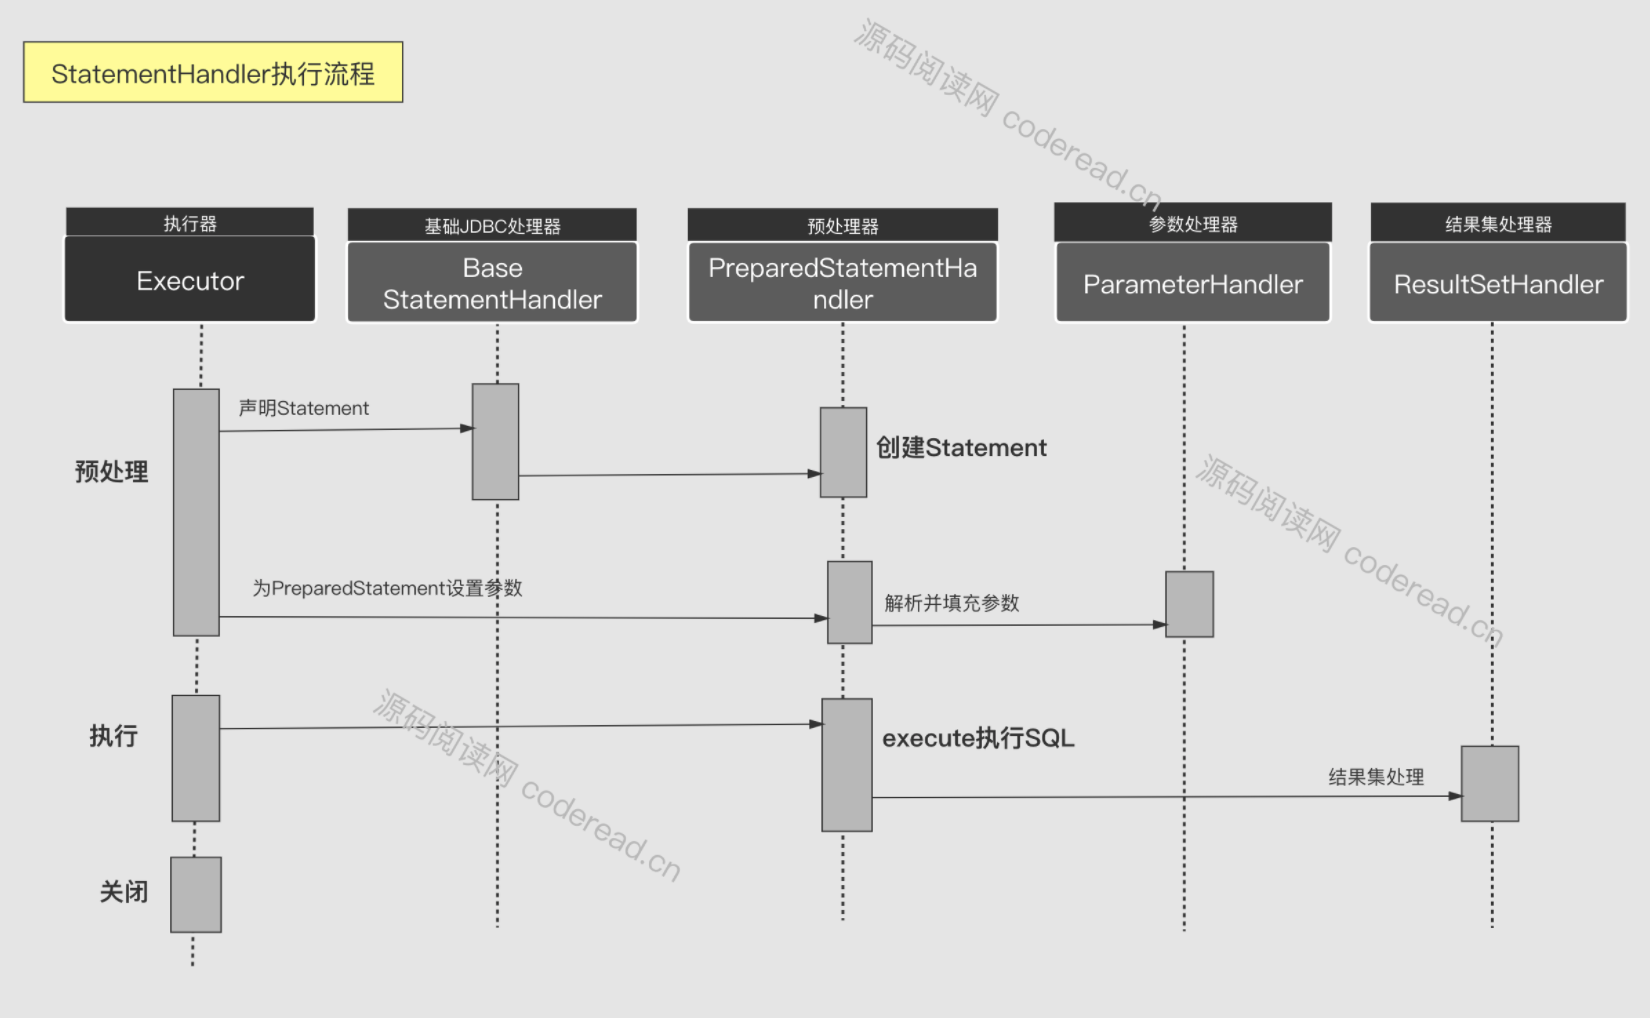 StatementHandler执行流程
源码阅读网 coderead.cn
执行器
基础JDBC处理器
预处理器
参数处理器
结果集处理器
Executor
Base
StatementHandler
PreparedStatementHa
ndler
ParameterHandler
ResultSetHandler
声明Statement
创建Statement
预处理
源码阅读网 coderead.cn
为PreparedStatement设置参数
解析并填充参数
执行
execute执行SQL
源码阅读网 coderead.cn
结果集处理
关闭